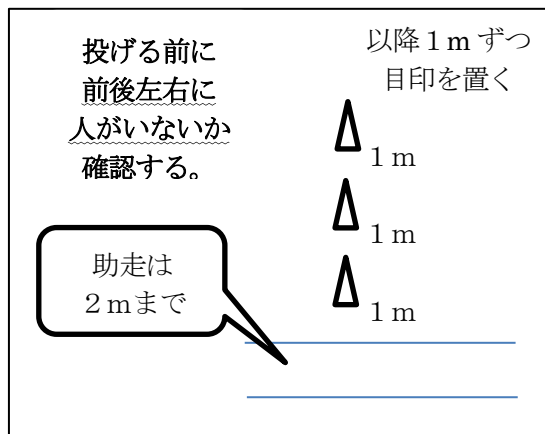 投げる前に
前後左右に
人がいないか
確認する。
以降１ｍずつ
目印を置く
１ｍ
１ｍ
１ｍ
助走は
２ｍまで